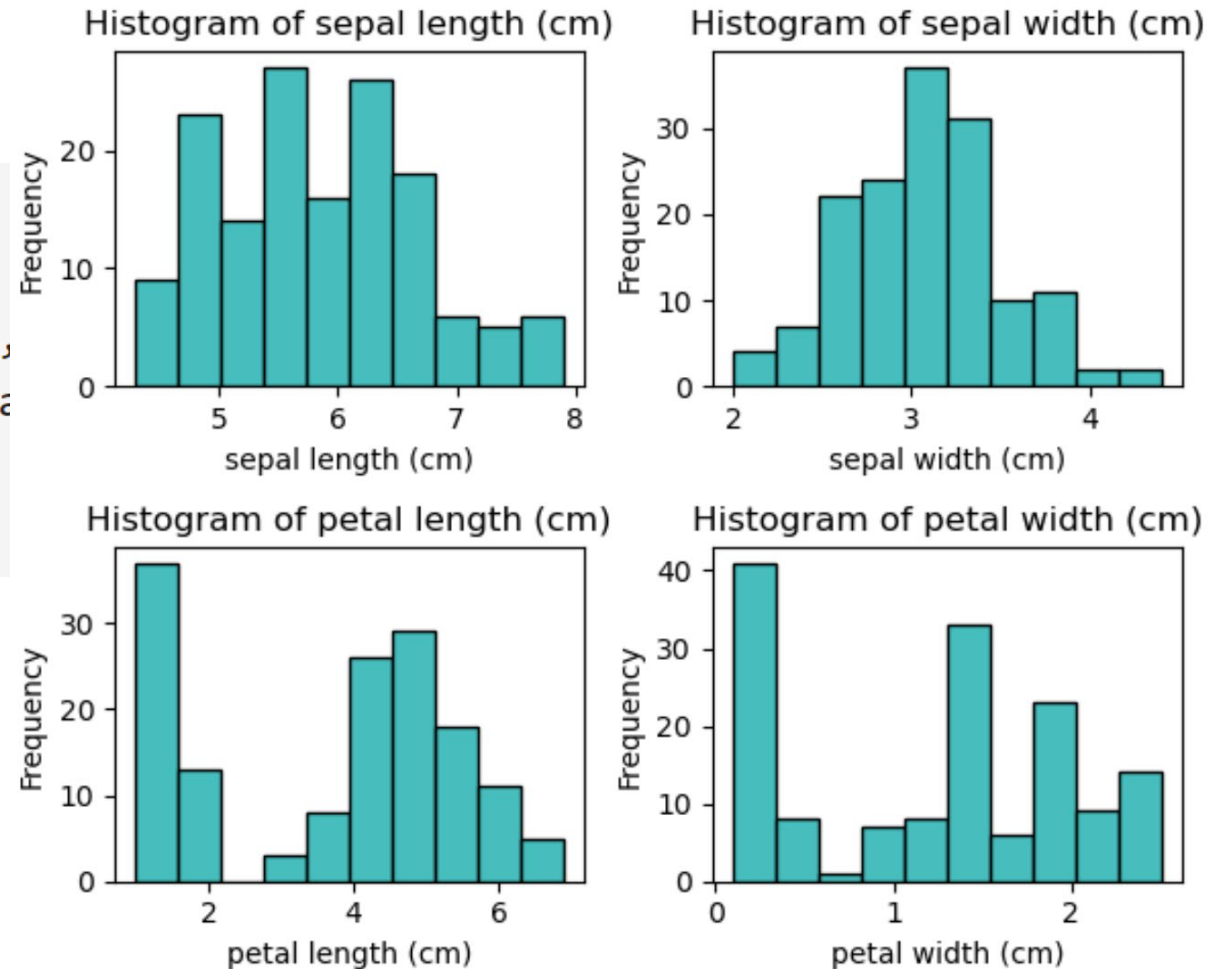 Histogram of sepal length (cm)
Frequency
20
10
0
5 6 7 8
sepal length (cm)
Histogram of sepal width (cm)
Frequency
30
20
10
0
2 3 4
sepal width (cm)
Histogram of petal length (cm)
Frequency
30
20
10
0
2 4 6
petal length (cm)
Histogram of petal width (cm)
Frequency
40
30
20
10
0
0 1 2
petal width (cm)